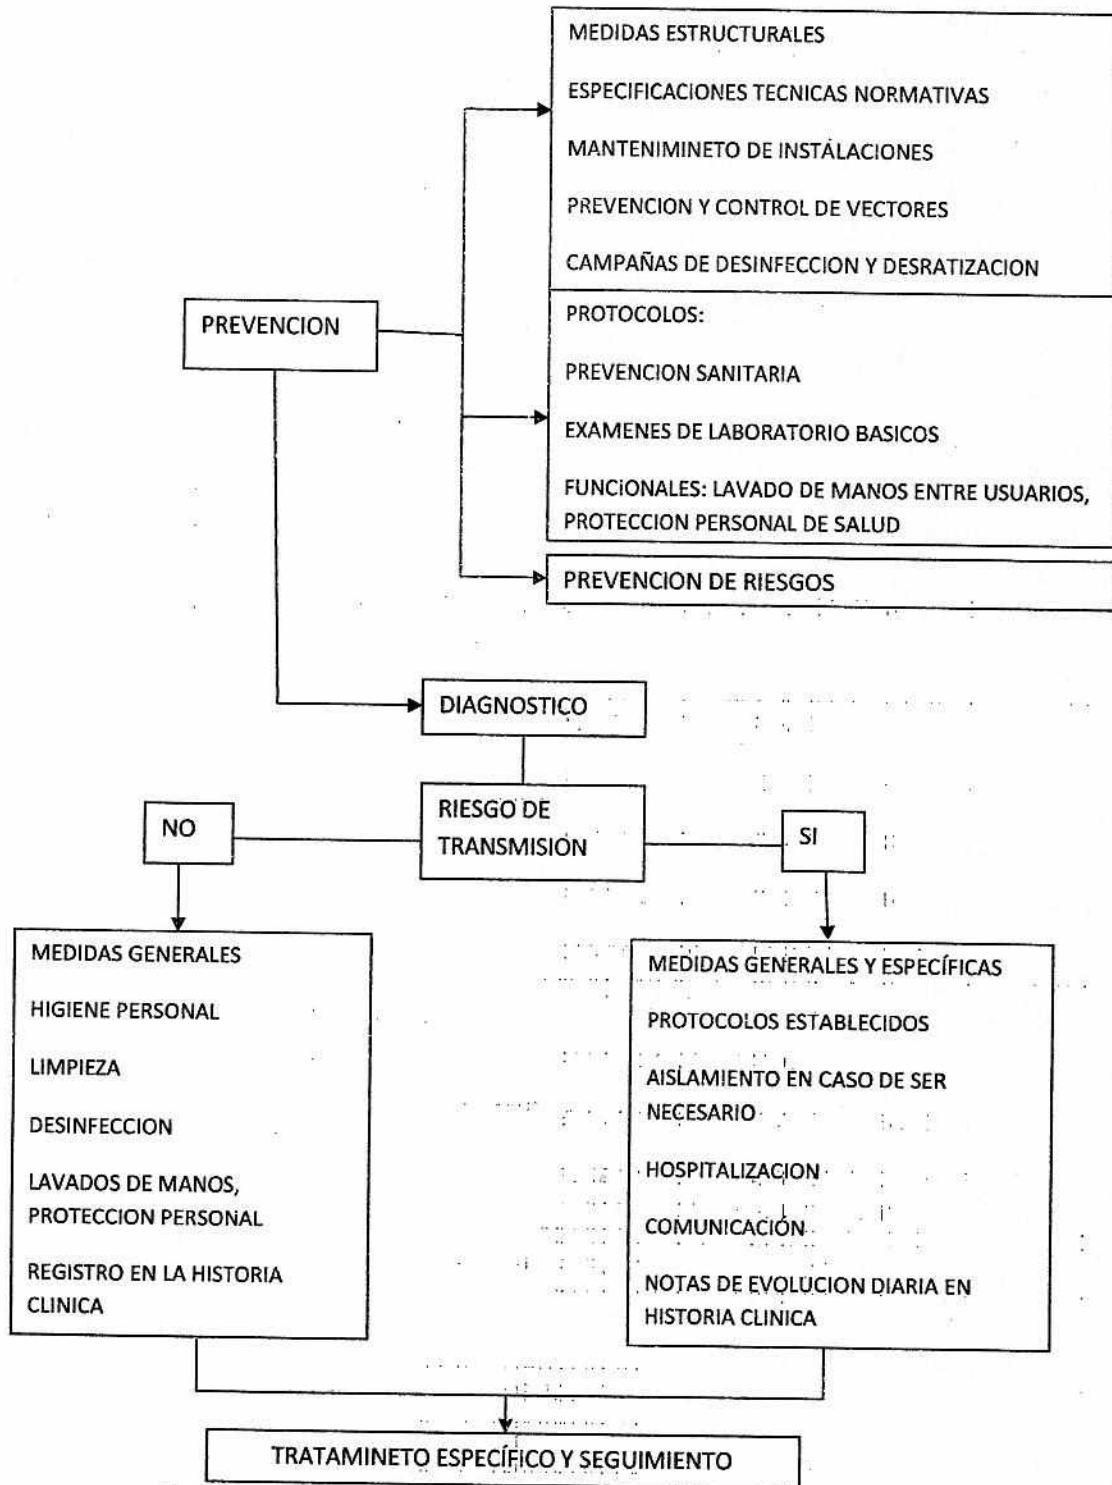 MEDIDAS ESTRUCTURALES
ESPECIFICACIONES TECNICAS NORMATIVAS
MANTENIMINETO DE INSTALACIONES
PREVENCION Y CONTROL DE VECTORES
CAMPAÑAS DE DESINFECCION Y DESRATIZACION
PREVENCION
PROTOCOLOS:
PREVENCION SANITARIA
EXAMENES DE LABORATORIO BASICOS
FUNCIONALES: LAVADO DE MANOS ENTRE USUARIOS,
PROTECCION PERSONAL DE SALUD
PREVENCION DE RIESGOS
DIAGNOSTICO
RIESGO DE
TRANSMISIÓN
NO
SI
MEDIDAS GENERALES
HIGIENE PERSONAL
LIMPIEZA
DESINFECCION
LAVADOS DE MANOS,
PROTECCION PERSONAL
REGISTRO EN LA HISTORIA
CLINICA
MEDIDAS GENERALES Y ESPECÍFICAS
PROTOCOLOS ESTABLECIDOS
AISLAMIENTO EN CASO DE SER
NECESARIO
HOSPITALIZACION
COMUNICACIÓN
NOTAS DE EVOLUCION DIARIA EN
HISTORIA CLINICA
TRATAMINETO ESPECÍFICO Y SEGUIMIENTO